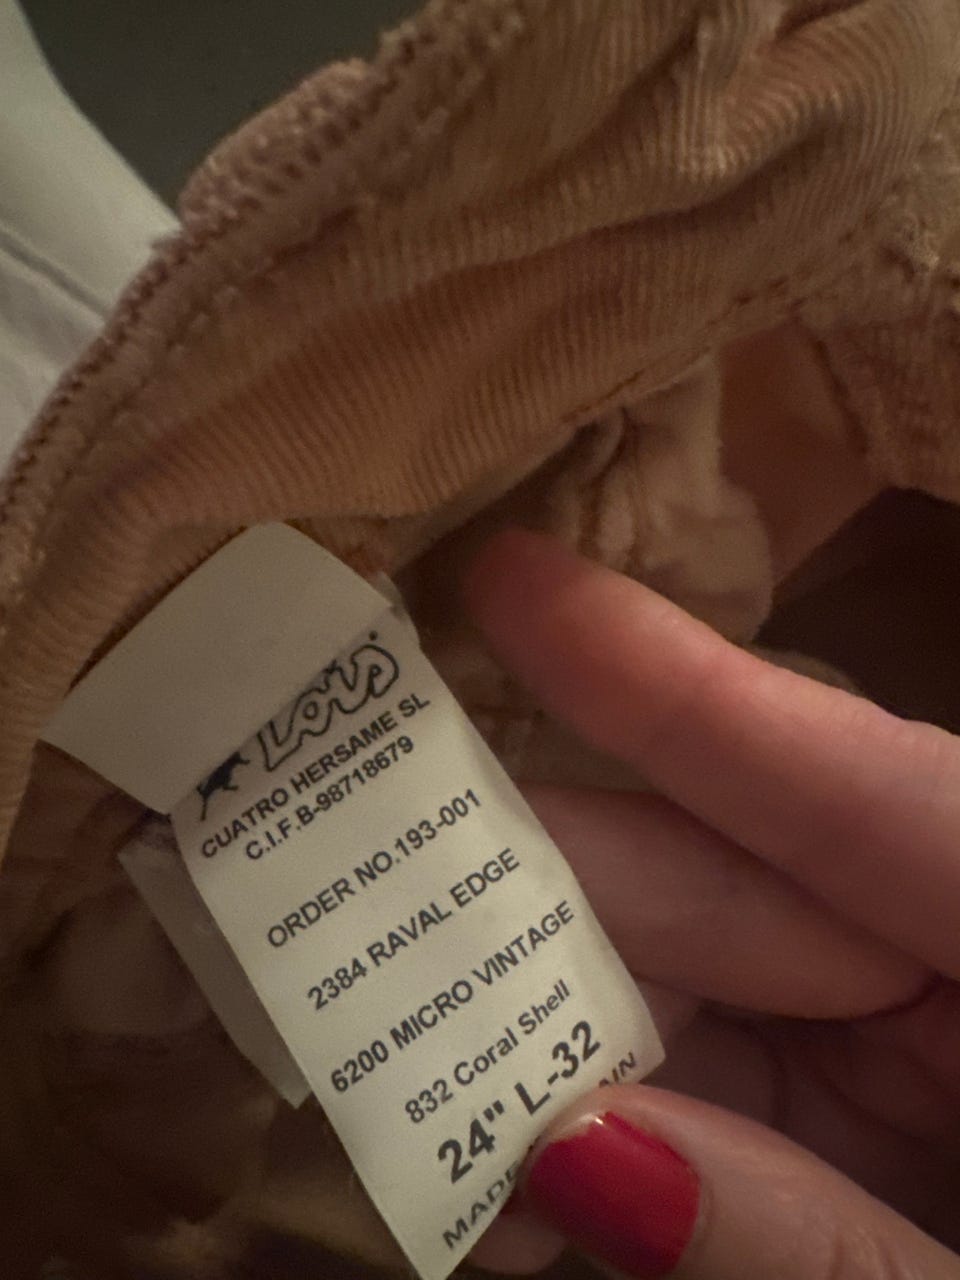 Lois
CUATRO HERSAME SL
C.I.F.B-98718679
ORDER NO.193-001
2384 RAVAL EDGE
6200 MICRO VINTAGE
832 Coral Shell
24" L-32
MADE